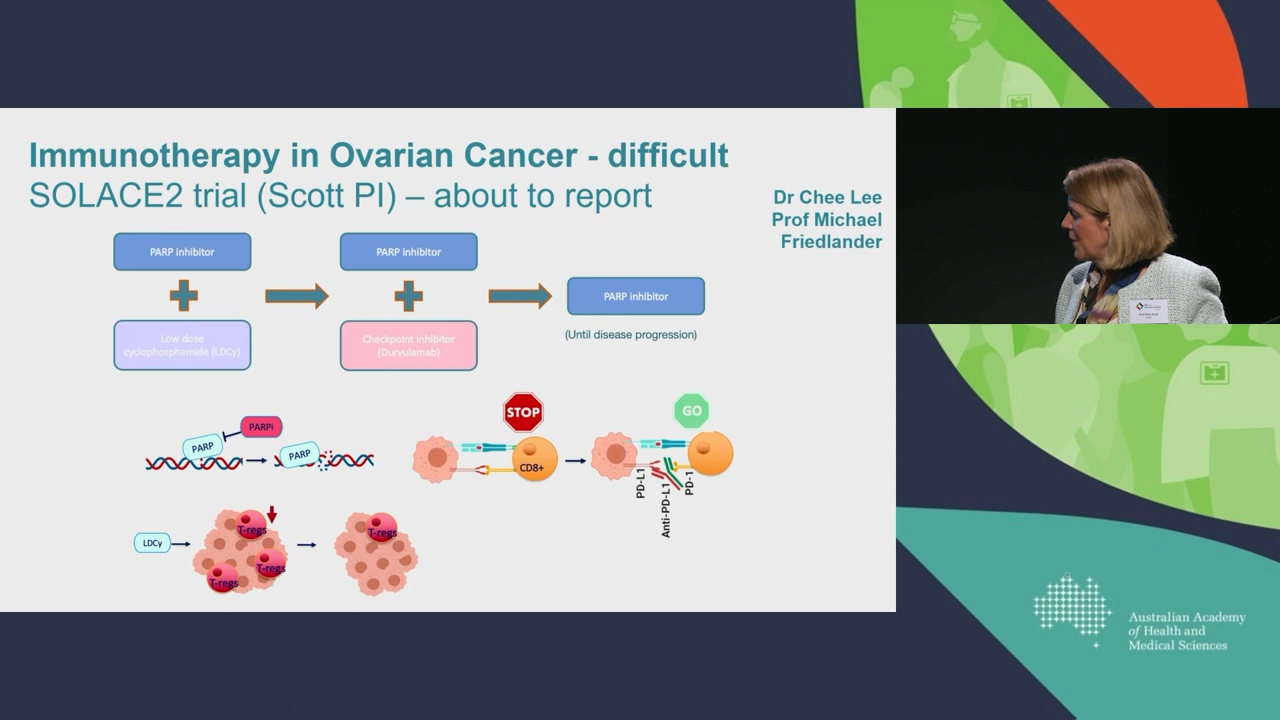 Immunotherapy in Ovarian Cancer - difficult
SOLACE2 trial (Scott PI) – about to report
Dr Chee Lee
Prof Michael
Friedlander
PARP inhibitor
PARP inhibitor
PARP inhibitor
Low dose
cyclophosphamide (LDCy)
Checkpoint inhibitor
(Durvulamab)
(Until disease progression)
PARPi
PARP
PARP
STOP
GO
CD8+
PD-L1
Anti-PD-L1
PD-1
LDCy
T-regs
T-regs
T-regs
T-regs
Australian Academy
of Health and
Medical Sciences